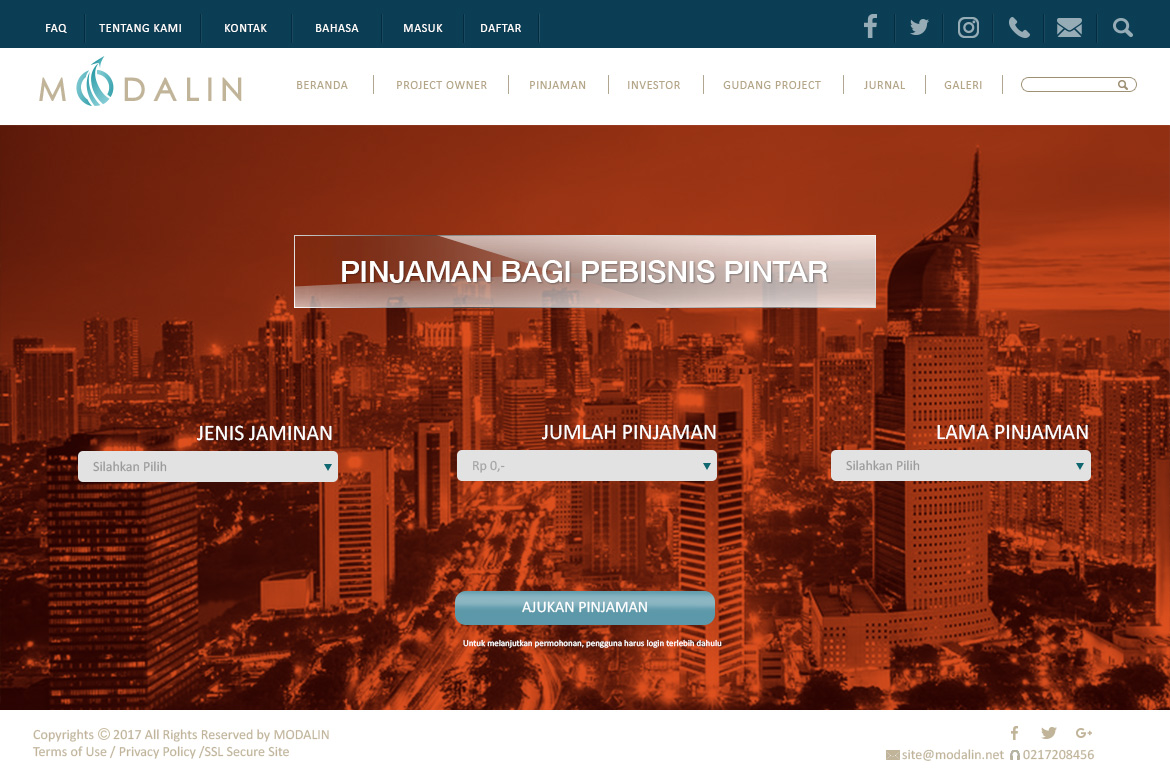 FAQ TENTANG KAMI KONTAK BAHASA MASUK DAFTAR
MODALIN
BERANDA PROJECT OWNER PINJAMAN INVESTOR GUDANG PROJECT JURNAL GALERI
PINJAMAN BAGI PEBISNIS PINTAR
JENIS JAMINAN JUMLAH PINJAMAN LAMA PINJAMAN
Silahkan Pilih Rp 0,- Silahkan Pilih
AJUKAN PINJAMAN
Untuk melanjutkan permohonan, pengguna harus login terlebih dahulu
Copyrights © 2017 All Rights Reserved by MODALIN
Terms of Use / Privacy Policy /SSL Secure Site
site@modalin.net 0217208456